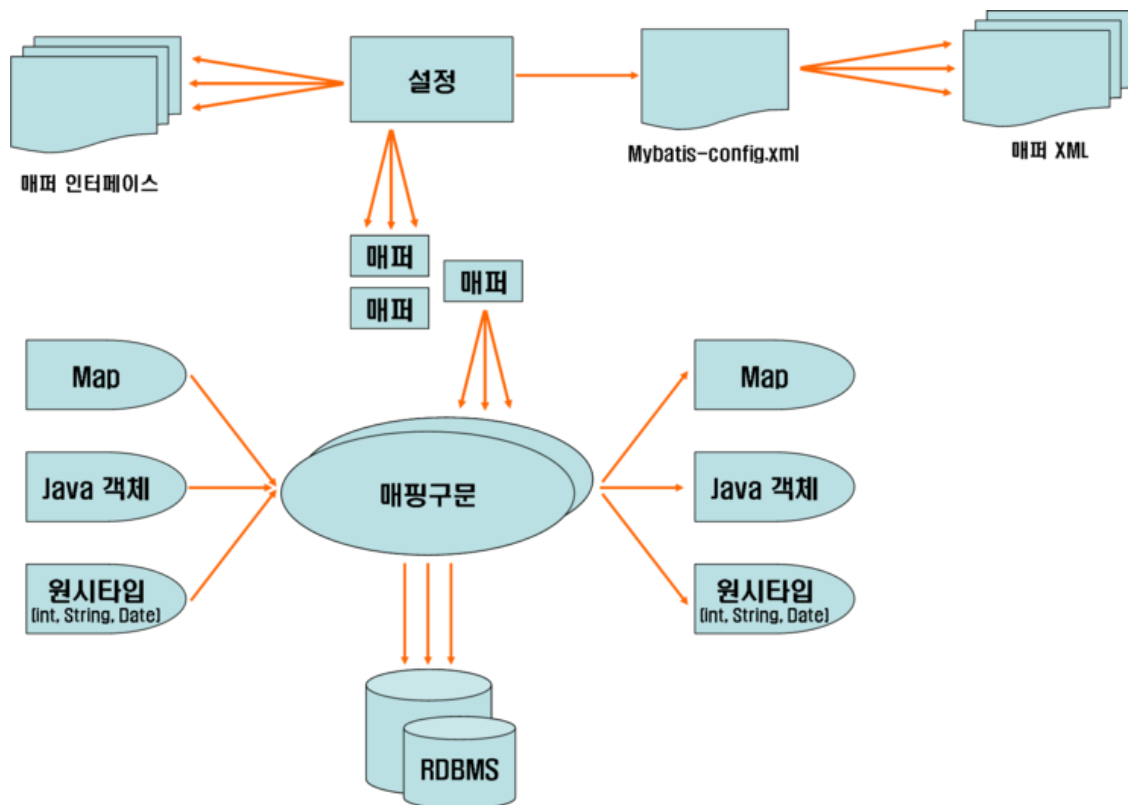 설정
Mybatis-config.xml
매퍼 XML
매퍼 인터페이스
매퍼
매퍼
매퍼
Map
Map
Java 객체
매핑구문
Java 객체
원시타입
(int, String, Date)
원시타입
(int, String, Date)
RDBMS